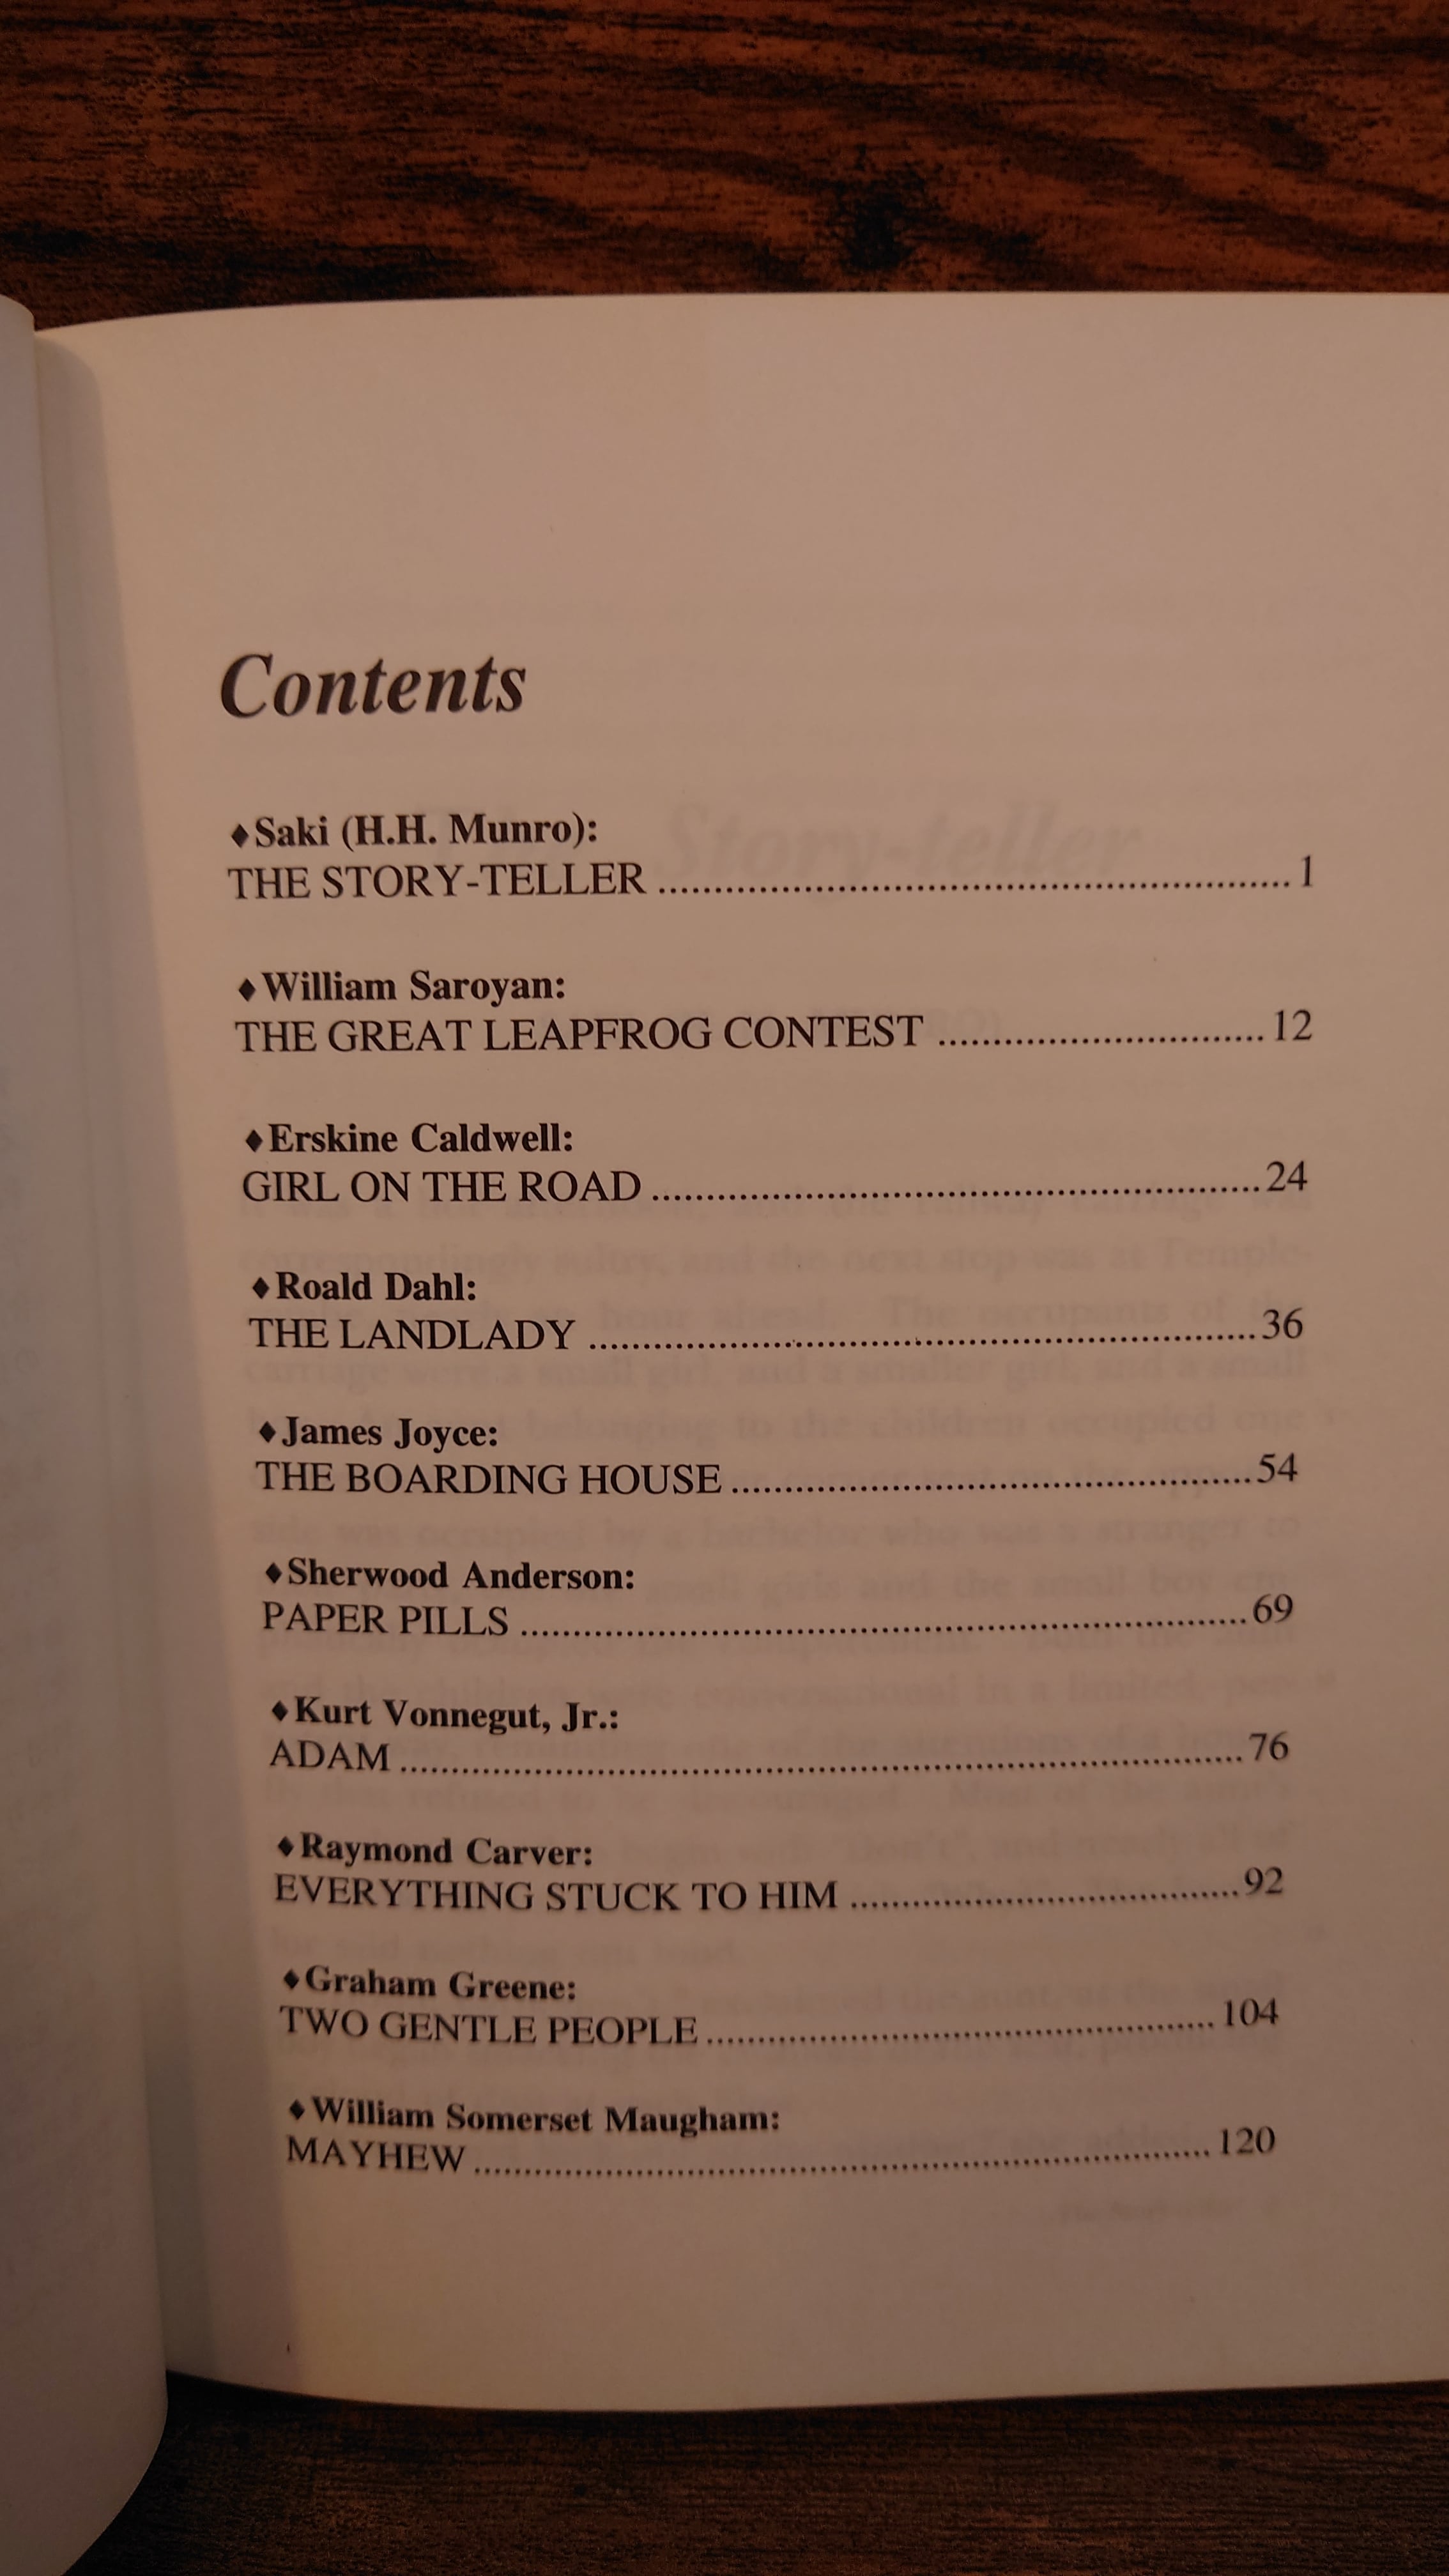 Contents
♦Saki (H.H. Munro):
THE STORY-TELLER ........................................................ 1
♦William Saroyan:
THE GREAT LEAPFROG CONTEST ............................. 12
♦Erskine Caldwell:
GIRL ON THE ROAD ......................................................24
♦Roald Dahl:
THE LANDLADY ...........................................................36
♦James Joyce:
THE BOARDING HOUSE ..............................................54
♦Sherwood Anderson:
PAPER PILLS ..................................................................69
♦Kurt Vonnegut, Jr.:
ADAM .............................................................................76
♦Raymond Carver:
EVERYTHING STUCK TO HIM .....................................92
♦Graham Greene:
TWO GENTLE PEOPLE ................................................. 104
♦William Somerset Maugham:
MAYHEW ....................................................................... 120